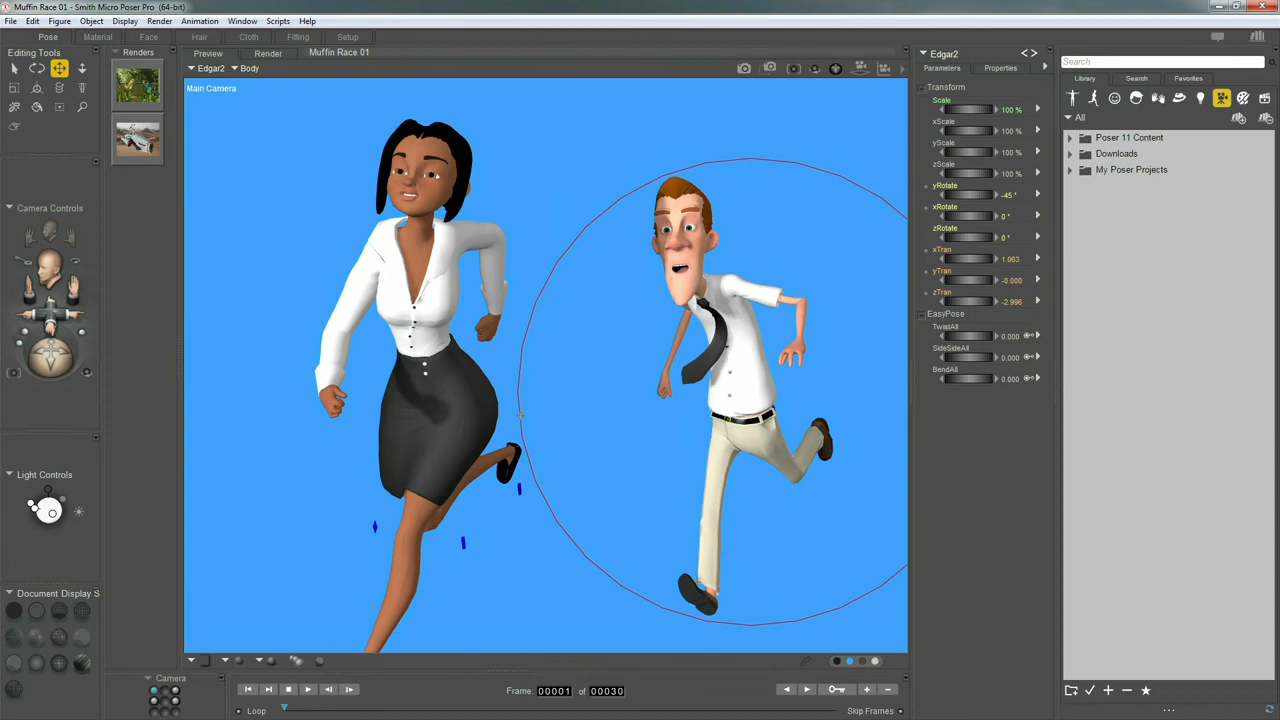 Muffin Race 01 - Smith Micro Poser Pro (64-bit)
File Edit Figure Object Display Render Animation Window Scripts Help
Pose Material Face Hair Cloth Fitting Setup
Editing Tools
Renders
Preview Render Muffin Race 01
Edgar2 Body
Main Camera
Camera Controls
Light Controls
Document Display S
Camera
Frame: 00001 of 00030
Loop
Skip Frames
Edgar2
Parameters Properties
Transform
Scale
100 %
xScale
100 %
yScale
100 %
zScale
100 %
yRotate
-45 °
xRotate
0 °
zRotate
0 °
xTran
1.063
yTran
-0.000
zTran
-2.996
EasyPose
TwistAll
0.000
SideSideAll
0.000
BendAll
0.000
Search
Library Search Favorites
All
Poser 11 Content
Downloads
My Poser Projects